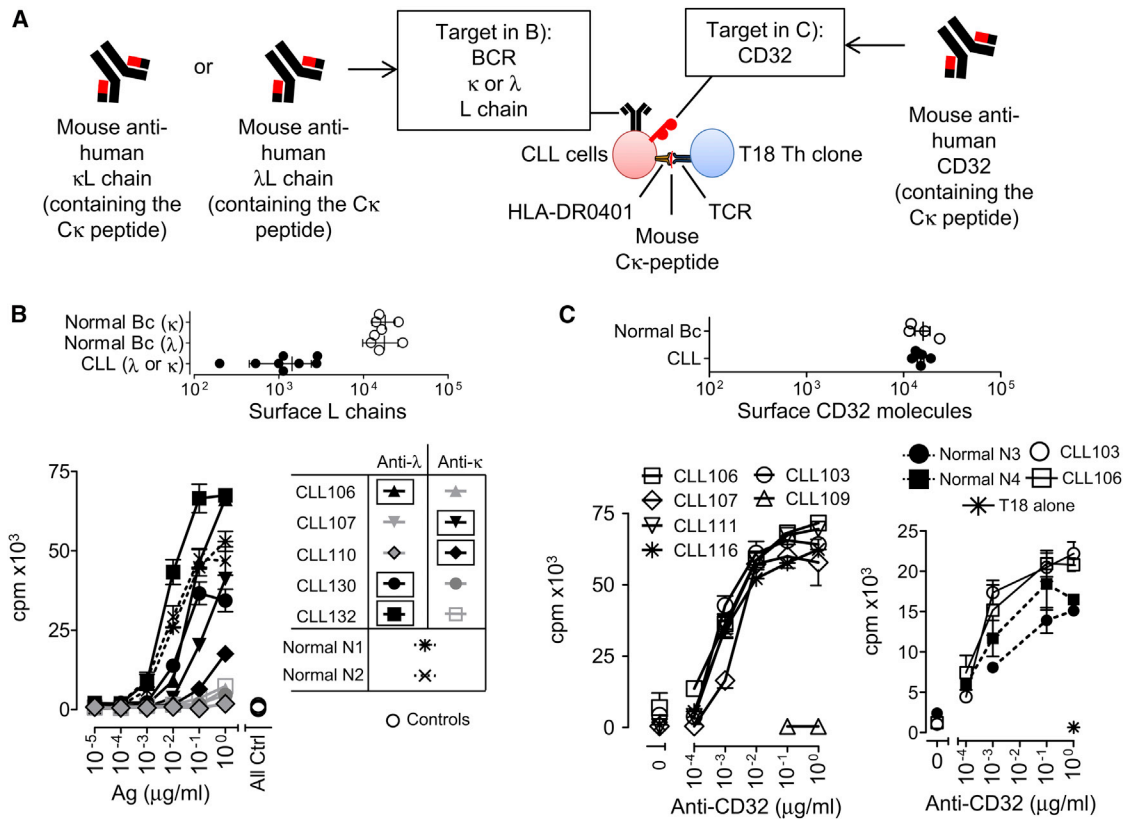 A
Mouse anti-
human
κL chain
(containing the
Cκ peptide)
or
Mouse anti-
human
λL chain
(containing the Cκ
peptide)
Target in B):
BCR
κ or λ
L chain
Target in C):
CD32
CLL cells
T18 Th clone
HLA-DR0401
TCR
Mouse
Cκ-peptide
Mouse anti-
human
CD32
(containing the
Cκ peptide)
B
Normal Bc (κ)
Normal Bc (λ)
CLL (λ or κ)
10² 10³ 10⁴ 10⁵
Surface L chains
75
50
25
0
cpm x10³
10⁻⁵ 10⁻⁴ 10⁻³ 10⁻² 10⁻¹ 10⁰ All Ctrl
Ag (μg/ml)
Anti-λ Anti-κ
CLL106
CLL107
CLL110
CLL130
CLL132
Normal N1
Normal N2
Controls
C
Normal Bc
CLL
10² 10³ 10⁴ 10⁵
Surface CD32 molecules
CLL106 CLL103
CLL107 CLL109
CLL111
CLL116
75
50
25
0
cpm x10³
0 10⁻⁴ 10⁻³ 10⁻² 10⁻¹ 10⁰
Anti-CD32 (μg/ml)
Normal N3 CLL103
Normal N4 CLL106
T18 alone
25
20
15
10
5
0
cpm x10³
0 10⁻⁴ 10⁻³ 10⁻² 10⁻¹ 10⁰
Anti-CD32 (μg/ml)